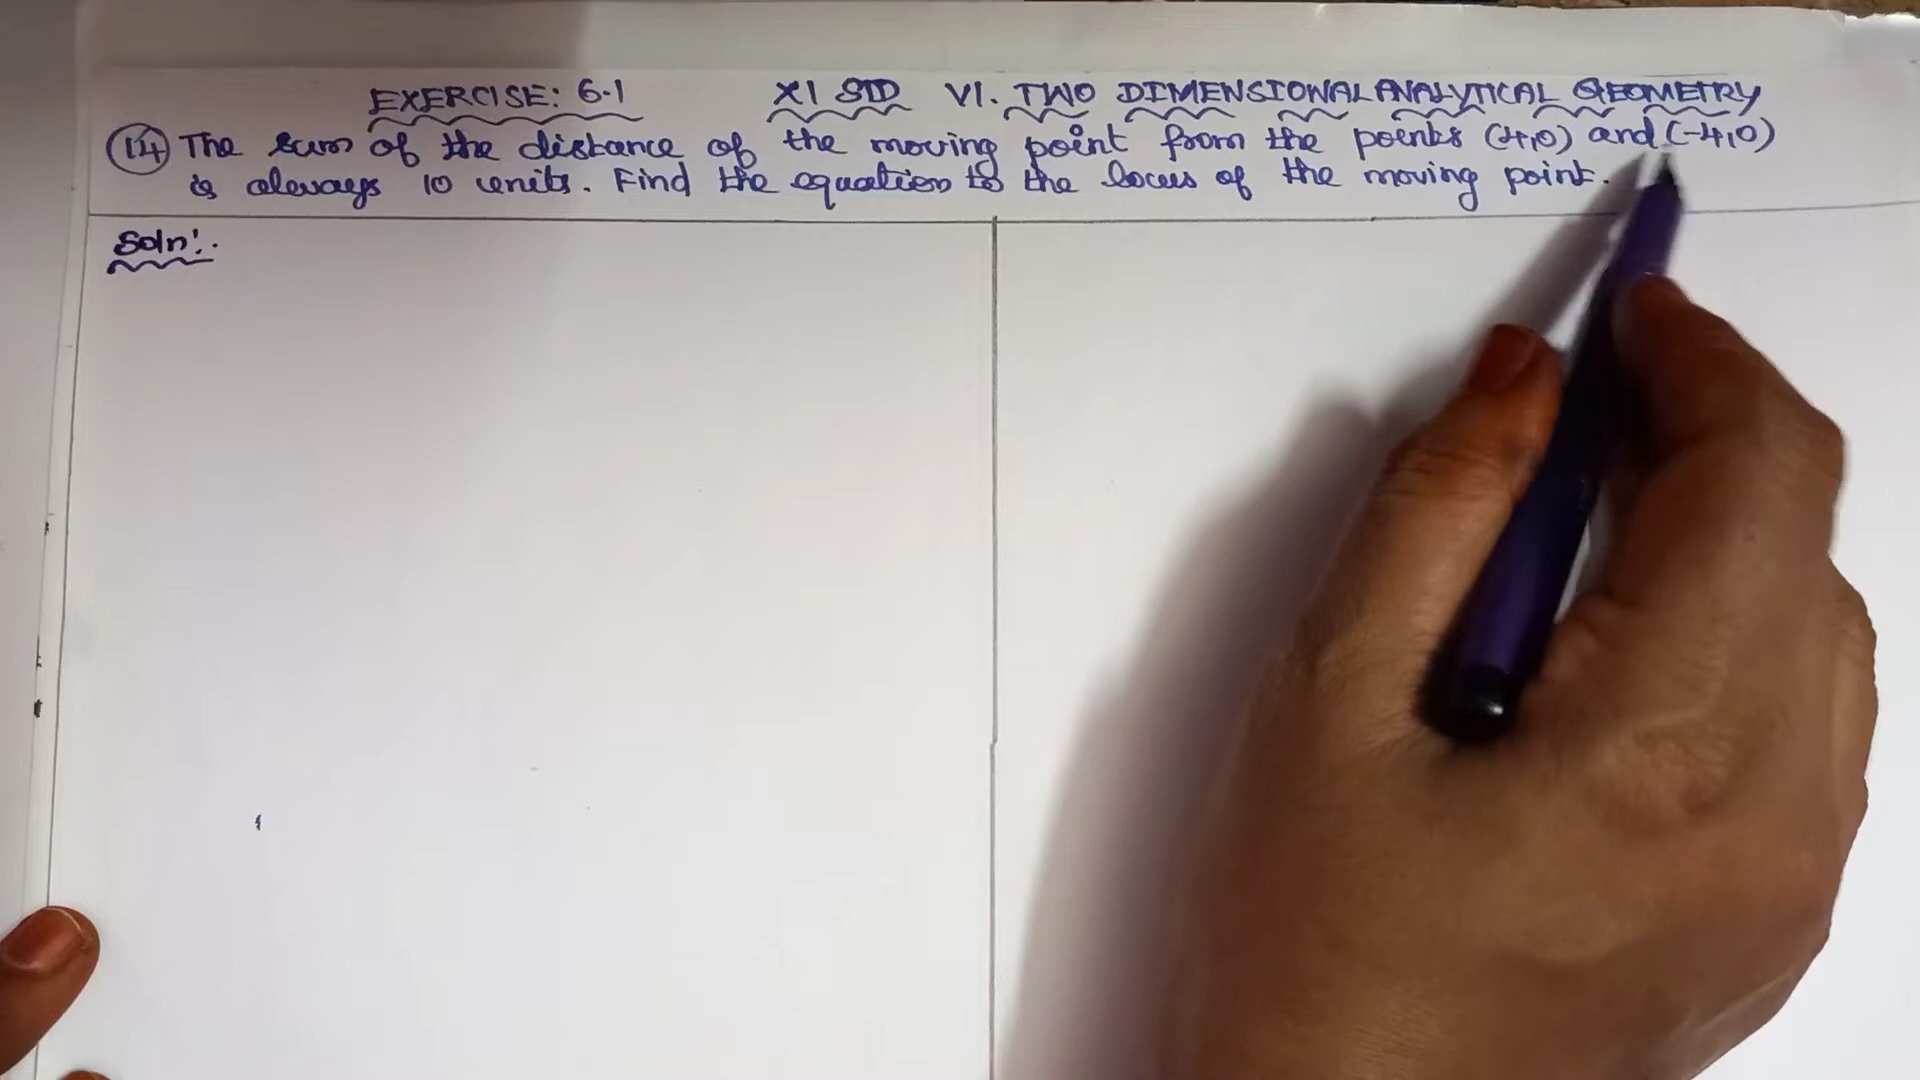 EXERCISE: 6.1 XI STD VI. TWO DIMENSIONAL ANALYTICAL GEOMETRY
14 The sum of the distance of the moving point from the points (4,0) and (-4,0)
is always 10 units. Find the equation to the locus of the moving point.
Soln: